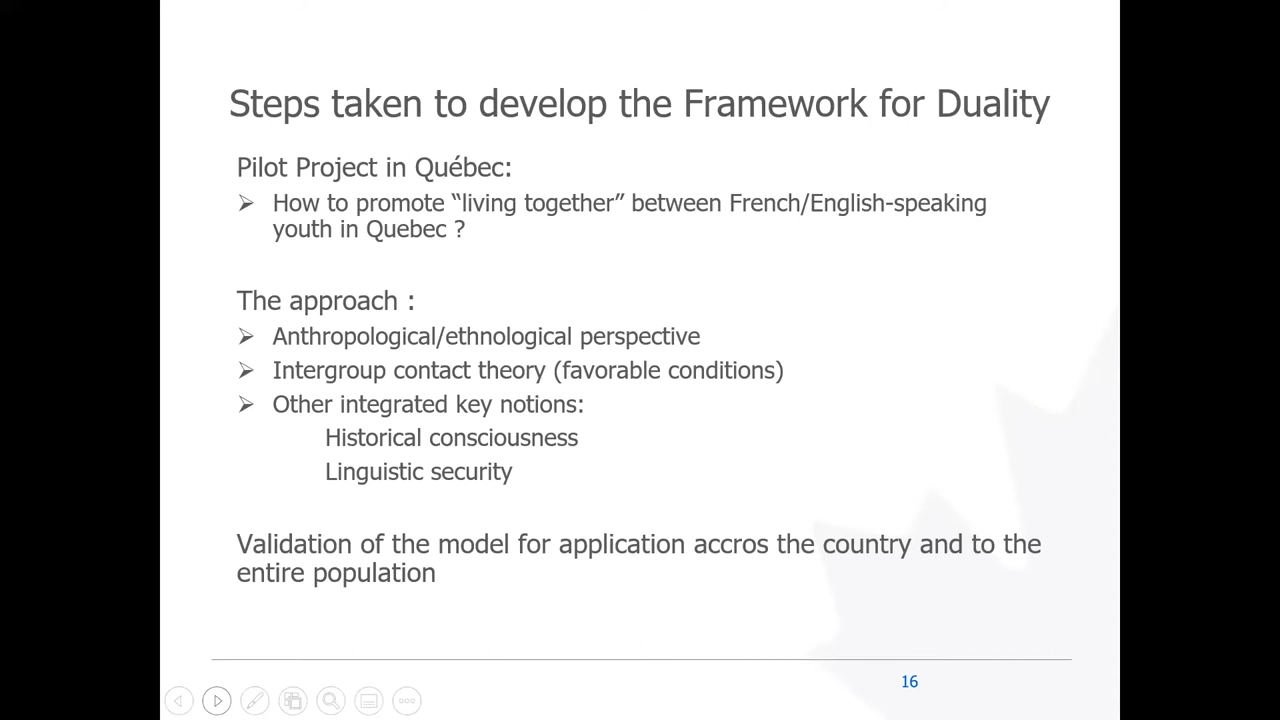 Steps taken to develop the Framework for Duality
Pilot Project in Québec:
➢ How to promote “living together” between French/English-speaking
youth in Quebec ?
The approach :
➢ Anthropological/ethnological perspective
➢ Intergroup contact theory (favorable conditions)
➢ Other integrated key notions:
Historical consciousness
Linguistic security
Validation of the model for application accros the country and to the
entire population
16